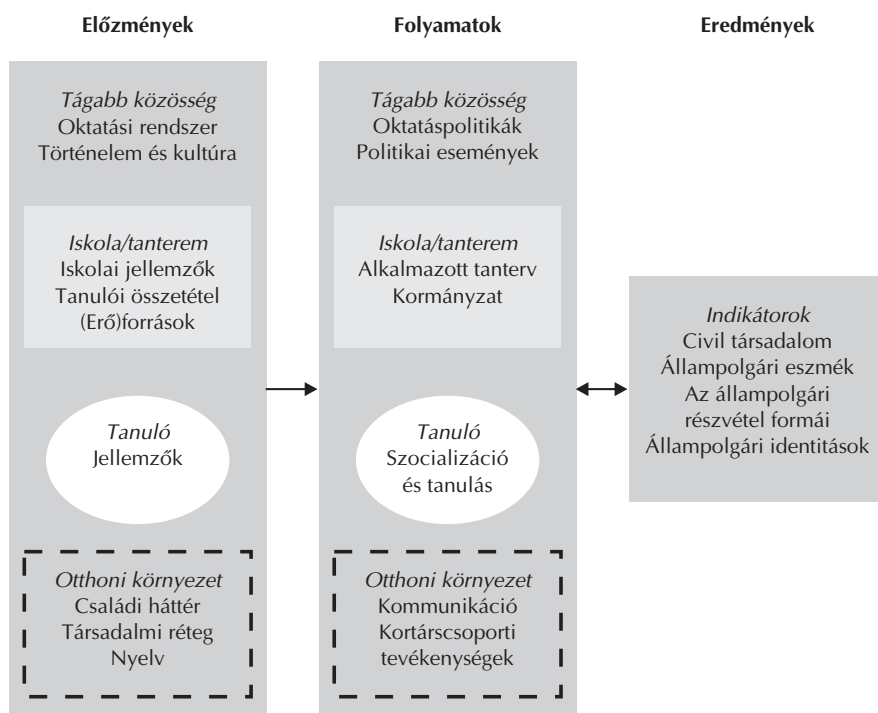 Előzmények
Tágabb közösség
Oktatási rendszer
Történelem és kultúra
Iskola/tanterem
Iskolai jellemzők
Tanulói összetétel
(Erő)források
Tanuló
Jellemzők
Otthoni környezet
Családi háttér
Társadalmi réteg
Nyelv
Folyamatok
Tágabb közösség
Oktatáspolitikák
Politikai események
Iskola/tanterem
Alkalmazott tanterv
Kormányzat
Tanuló
Szocializáció
és tanulás
Otthoni környezet
Kommunikáció
Kortárscsoporti
tevékenységek
Eredmények
Indikátorok
Civil társadalom
Állampolgári eszmék
Az állampolgári
részvétel formái
Állampolgári identitások